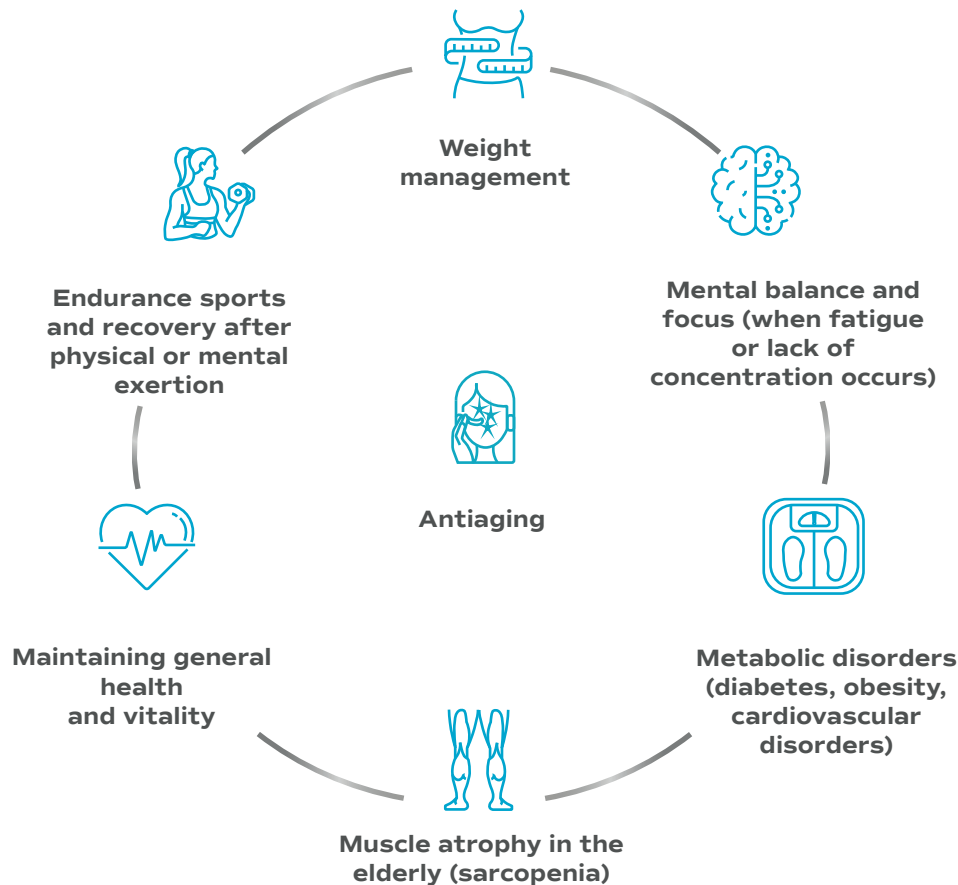 Weight
management
Mental balance and
focus (when fatigue
or lack of
concentration occurs)
Endurance sports
and recovery after
physical or mental
exertion
Antiaging
Maintaining general
health
and vitality
Metabolic disorders
(diabetes, obesity,
cardiovascular
disorders)
Muscle atrophy in the
elderly (sarcopenia)